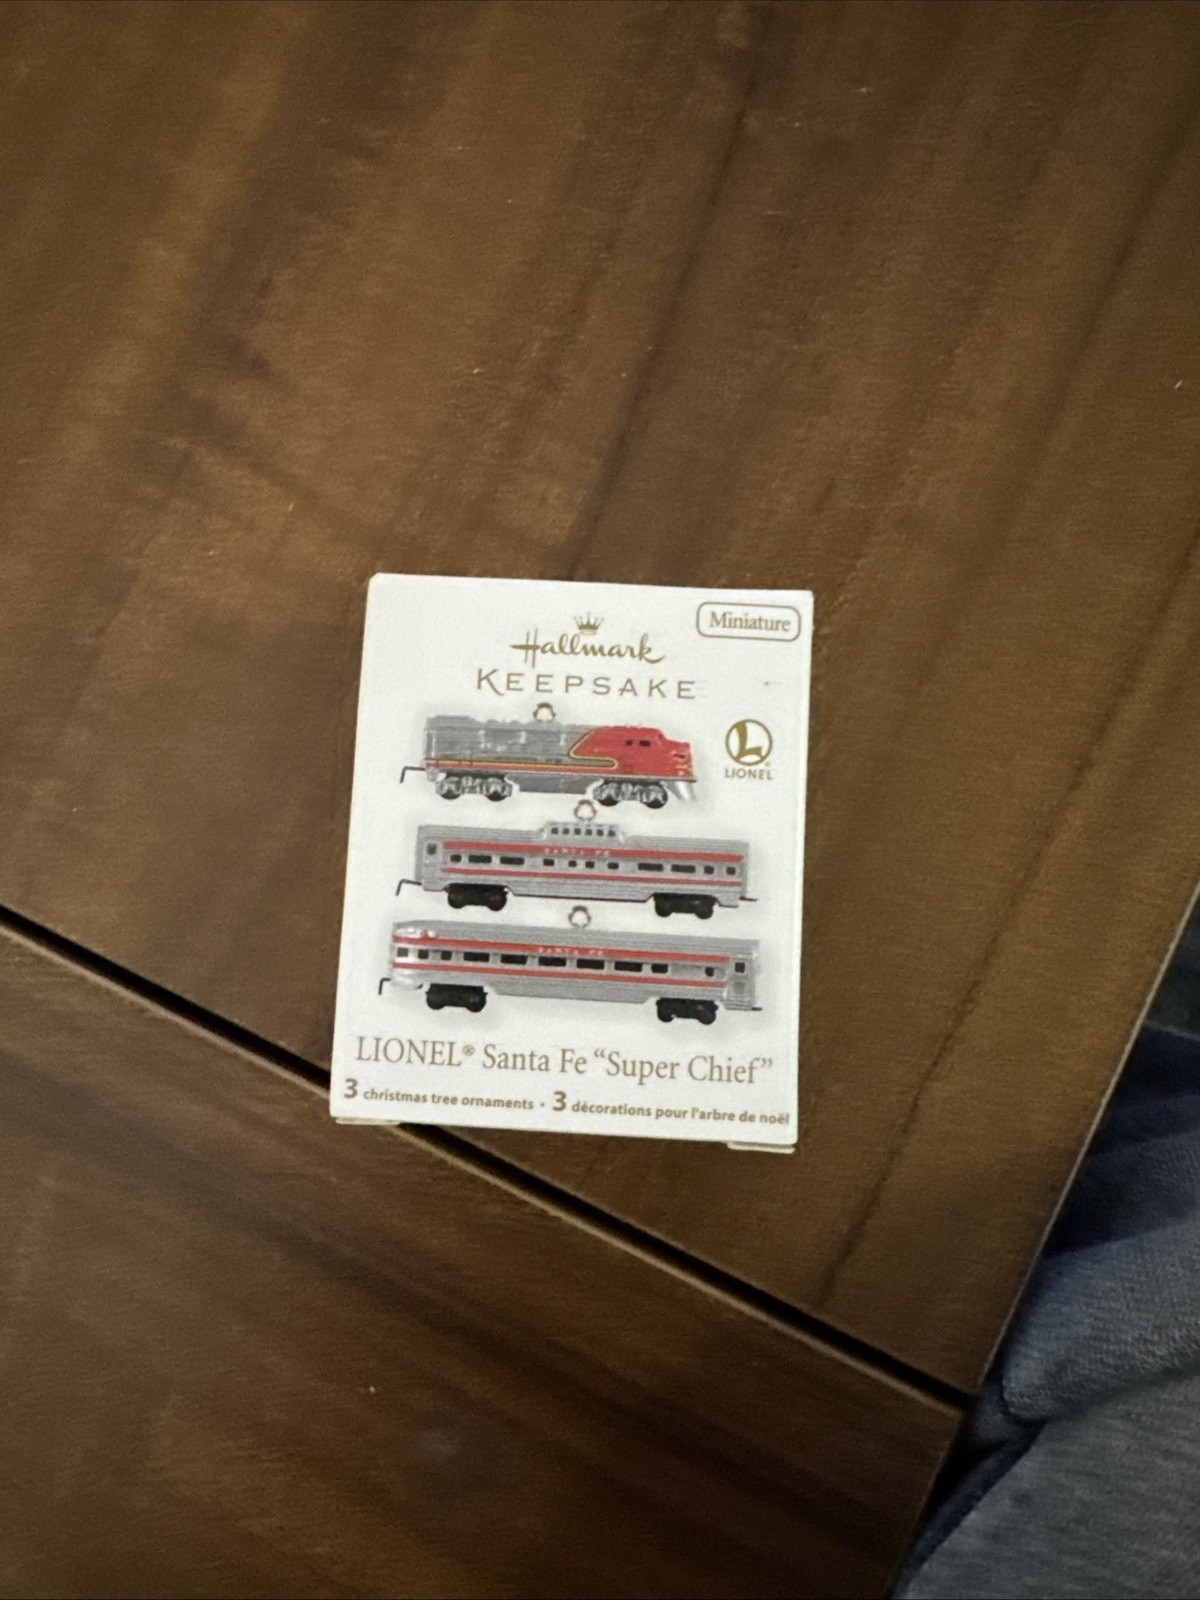 Miniature
Hallmark
KEEPSAKE
L
LIONEL
SANTA FE
SANTA FE
LIONEL® Santa Fe “Super Chief”
3 christmas tree ornaments • 3 décorations pour l'arbre de noël